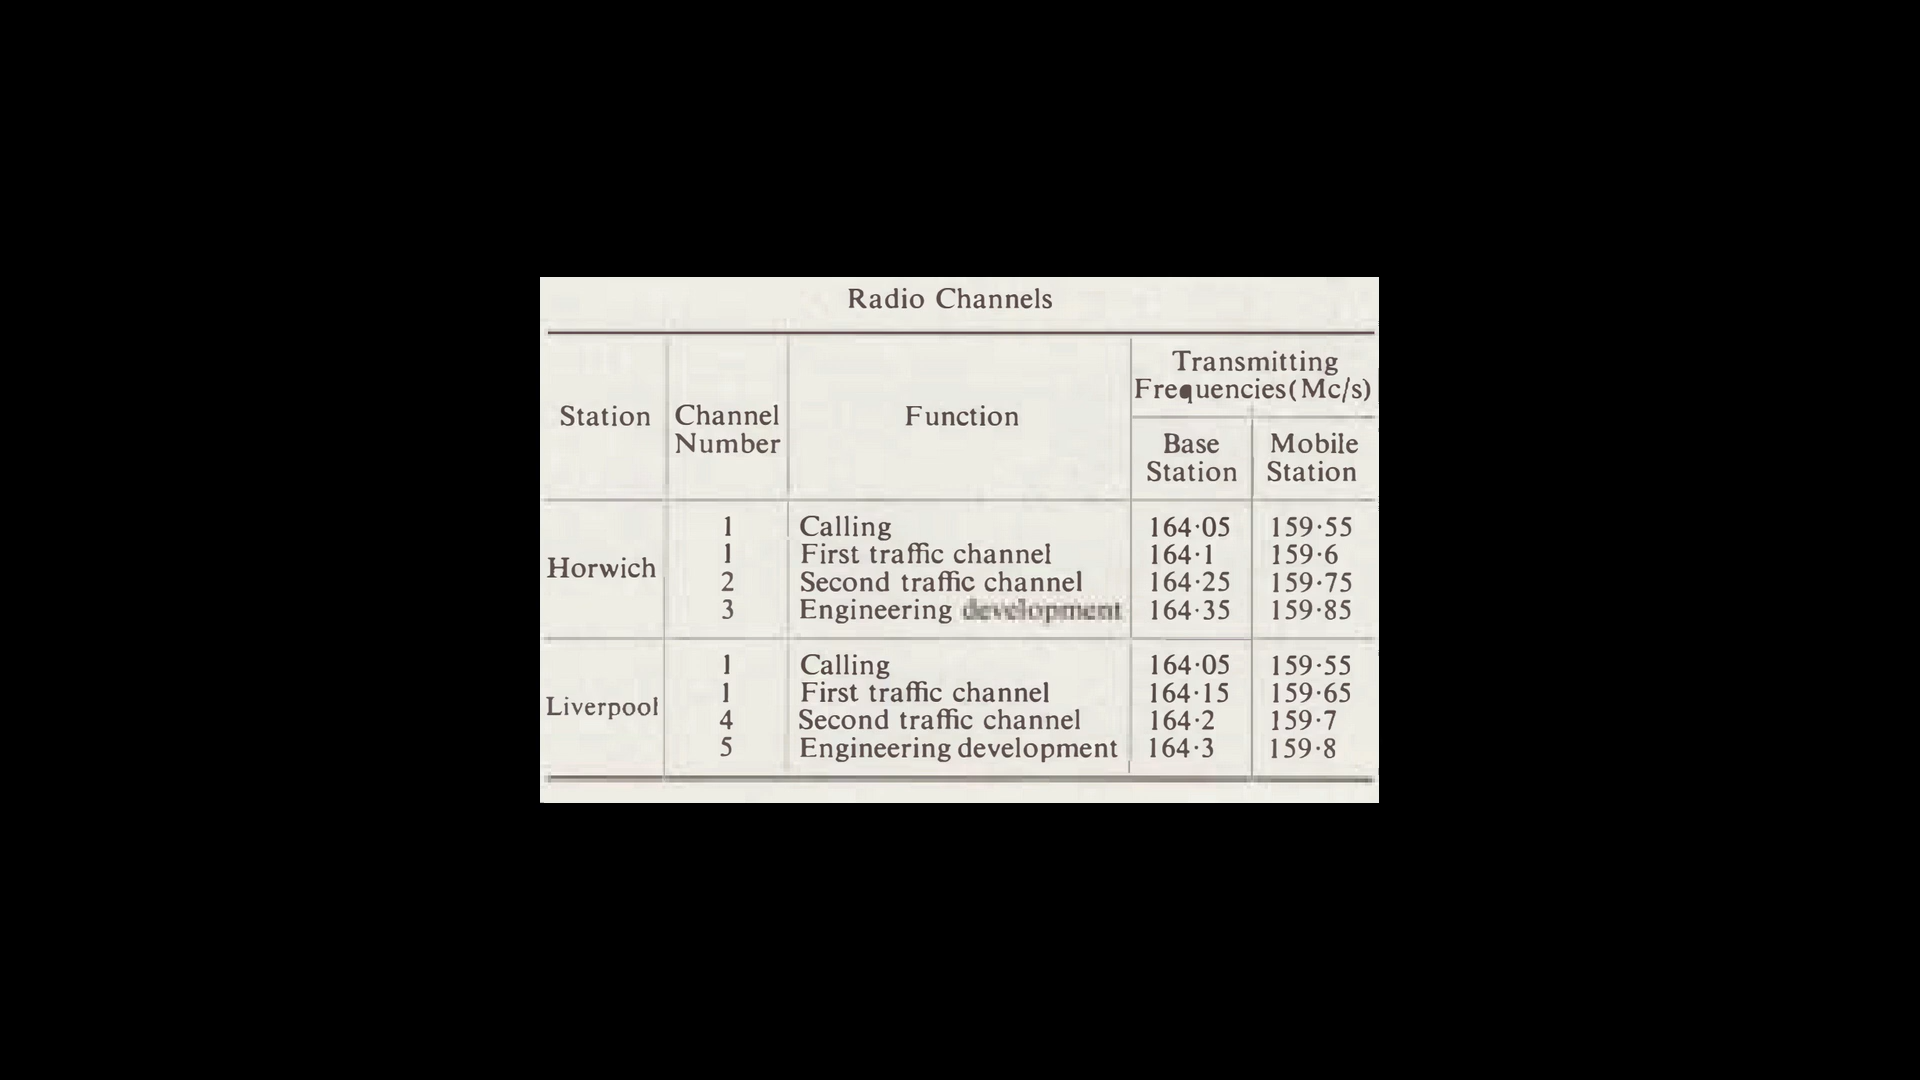 Radio Channels
Station Channel Number Function Transmitting Frequencies(Mc/s)
Base Station Mobile Station
Horwich
1 Calling 164·05 159·55
1 First traffic channel 164·1 159·6
2 Second traffic channel 164·25 159·75
3 Engineering development 164·35 159·85
Liverpool
1 Calling 164·05 159·55
1 First traffic channel 164·15 159·65
4 Second traffic channel 164·2 159·7
5 Engineering development 164·3 159·8